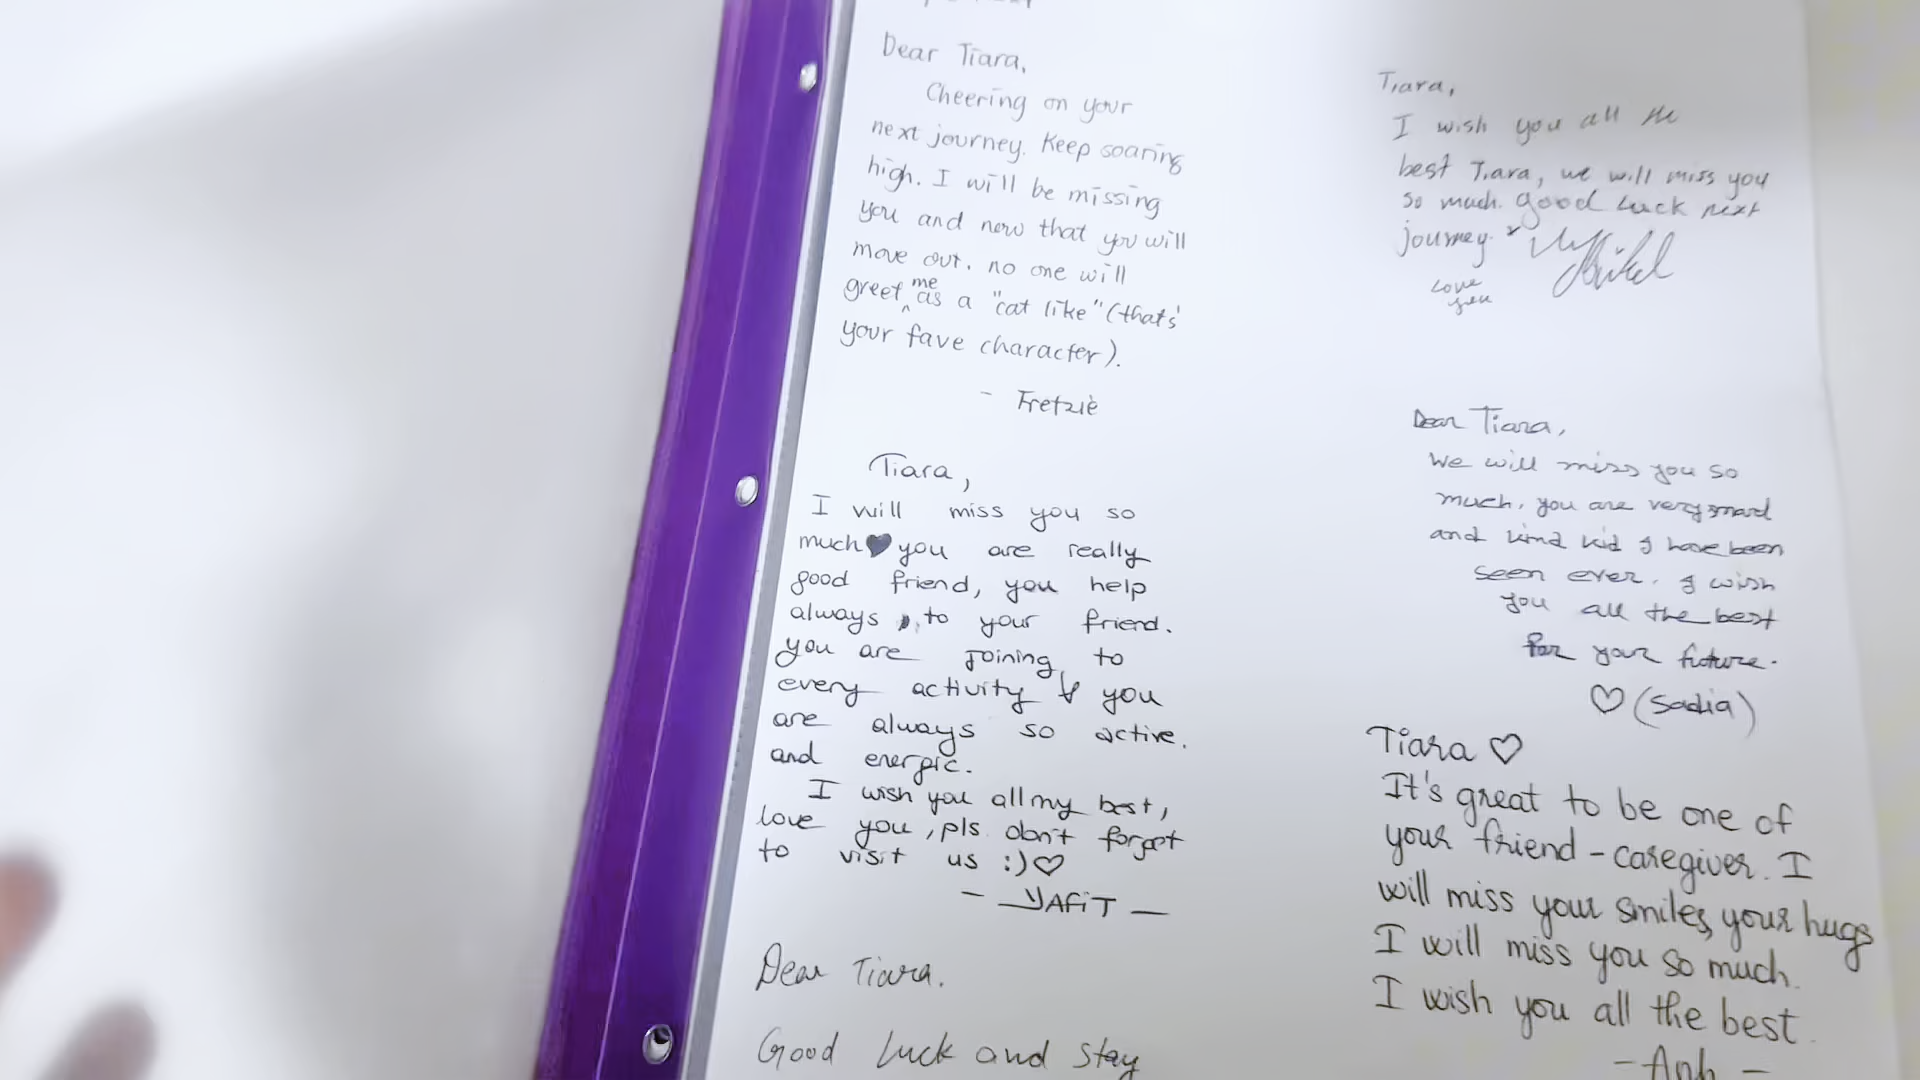 Dear Tiara,
Cheering on your
next journey. Keep soaring
high. I will be missing
you and now that you will
move out. no one will
greet me as a "cat like" (thats'
your fave character).
- Fretzie
Tiara,
I will miss you so
much♥you are really
good friend, you help
always to your friend.
you are joining to
every activity & you
are always so active.
and energic.
I wish you all my best,
love you, pls. don't forget
to visit us :)♡
- YAFiT -
Dear Tiara.
Good luck and stay
Tiara,
I wish you all the
best Tiara, we will miss you
so much. good luck next
journey.
love
you
Dear Tiara,
We will miss you so
much, you are very smart
and kind kid I have been
seen ever. I wish
you all the best
for your future.
♡ (Sadia)
Tiara ♡
It's great to be one of
your friend - caregiver. I
will miss your smiles, your hugs
I will miss you so much.
I wish you all the best.
- Anh -